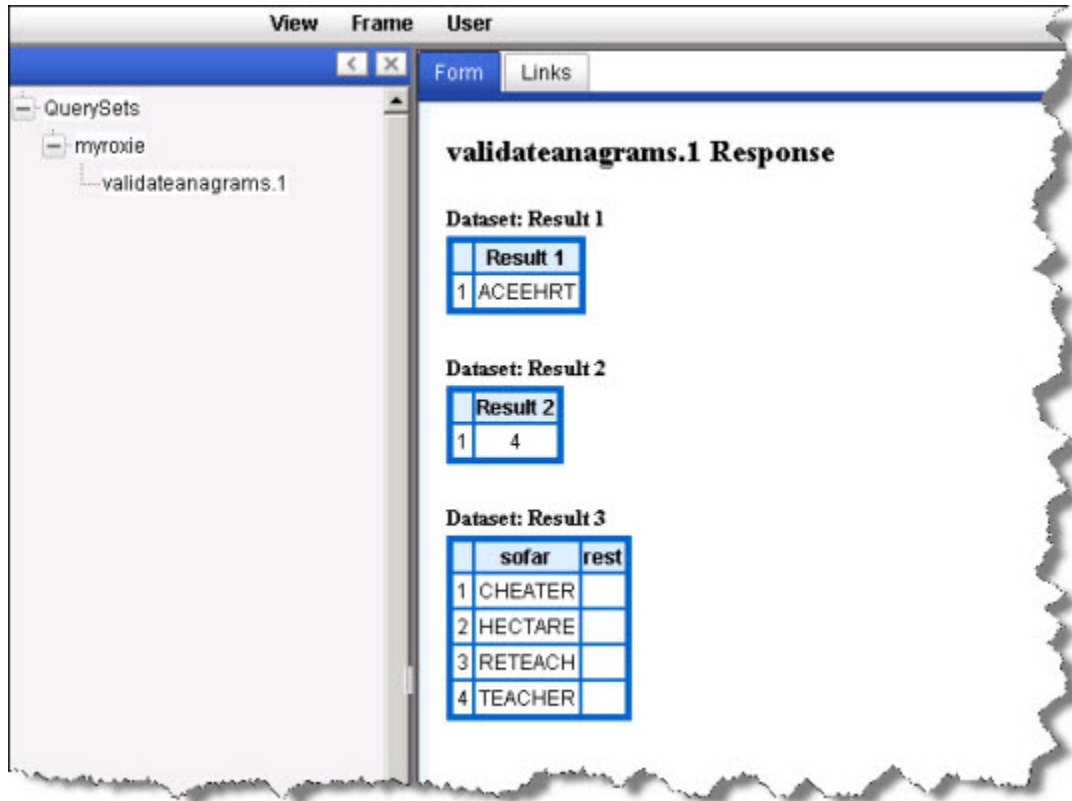 View Frame User
Form Links
QuerySets
myroxie
validateanagrams.1
validateanagrams.1 Response
Dataset: Result 1
Result 1
1 ACEEHRT
Dataset: Result 2
Result 2
1 4
Dataset: Result 3
sofar rest
1 CHEATER
2 HECTARE
3 RETEACH
4 TEACHER